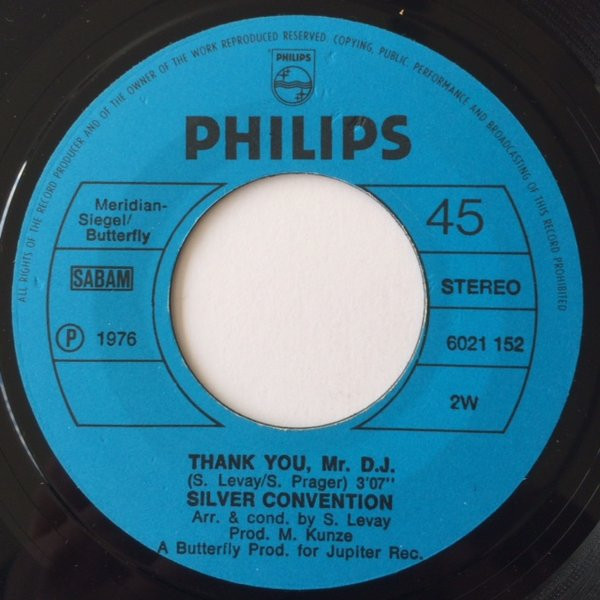 ALL RIGHTS OF THE RECORD PRODUCER AND OF THE OWNER OF THE WORK REPRODUCED RESERVED. COPYING, PUBLIC PERFORMANCE AND BROADCASTING OF THIS RECORD PROHIBITED
PHILIPS
PHILIPS
Meridian-
Siegel/
Butterfly
SABAM
P 1976
45
STEREO
6021 152
2W
THANK YOU, Mr. D.J.
(S. Levay/S. Prager) 3'07"
SILVER CONVENTION
Arr. & cond. by S. Levay
Prod. M. Kunze
A Butterfly Prod. for Jupiter Rec.